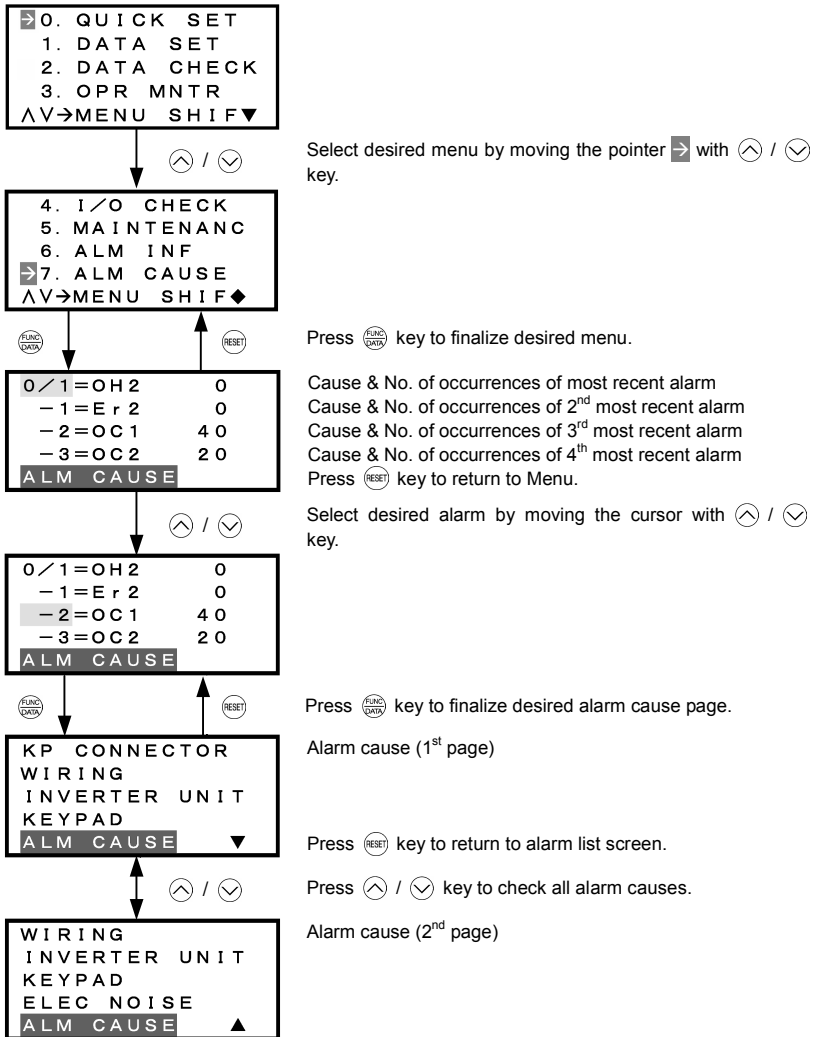 →0. QUICK SET
1. DATA SET
2. DATA CHECK
3. OPR MNTR
∧∨→MENU SHIF▼
∧ / ∨
Select desired menu by moving the pointer → with ∧ / ∨
key.
4. I/O CHECK
5. MAINTENANC
6. ALM INF
→7. ALM CAUSE
∧∨→MENU SHIF◆
FUNC
DATA
RESET
Press FUNC DATA key to finalize desired menu.
0/1=OH2 0
-1=Er2 0
-2=OC1 40
-3=OC2 20
ALM CAUSE
Cause & No. of occurrences of most recent alarm
Cause & No. of occurrences of 2nd most recent alarm
Cause & No. of occurrences of 3rd most recent alarm
Cause & No. of occurrences of 4th most recent alarm
Press RESET key to return to Menu.
∧ / ∨
Select desired alarm by moving the cursor with ∧ / ∨
key.
0/1=OH2 0
-1=Er2 0
-2=OC1 40
-3=OC2 20
ALM CAUSE
FUNC
DATA
RESET
Press FUNC DATA key to finalize desired alarm cause page.
KP CONNECTOR
WIRING
INVERTER UNIT
KEYPAD
ALM CAUSE ▼
Alarm cause (1st page)
Press RESET key to return to alarm list screen.
∧ / ∨
Press ∧ / ∨ key to check all alarm causes.
WIRING
INVERTER UNIT
KEYPAD
ELEC NOISE
ALM CAUSE ▲
Alarm cause (2nd page)